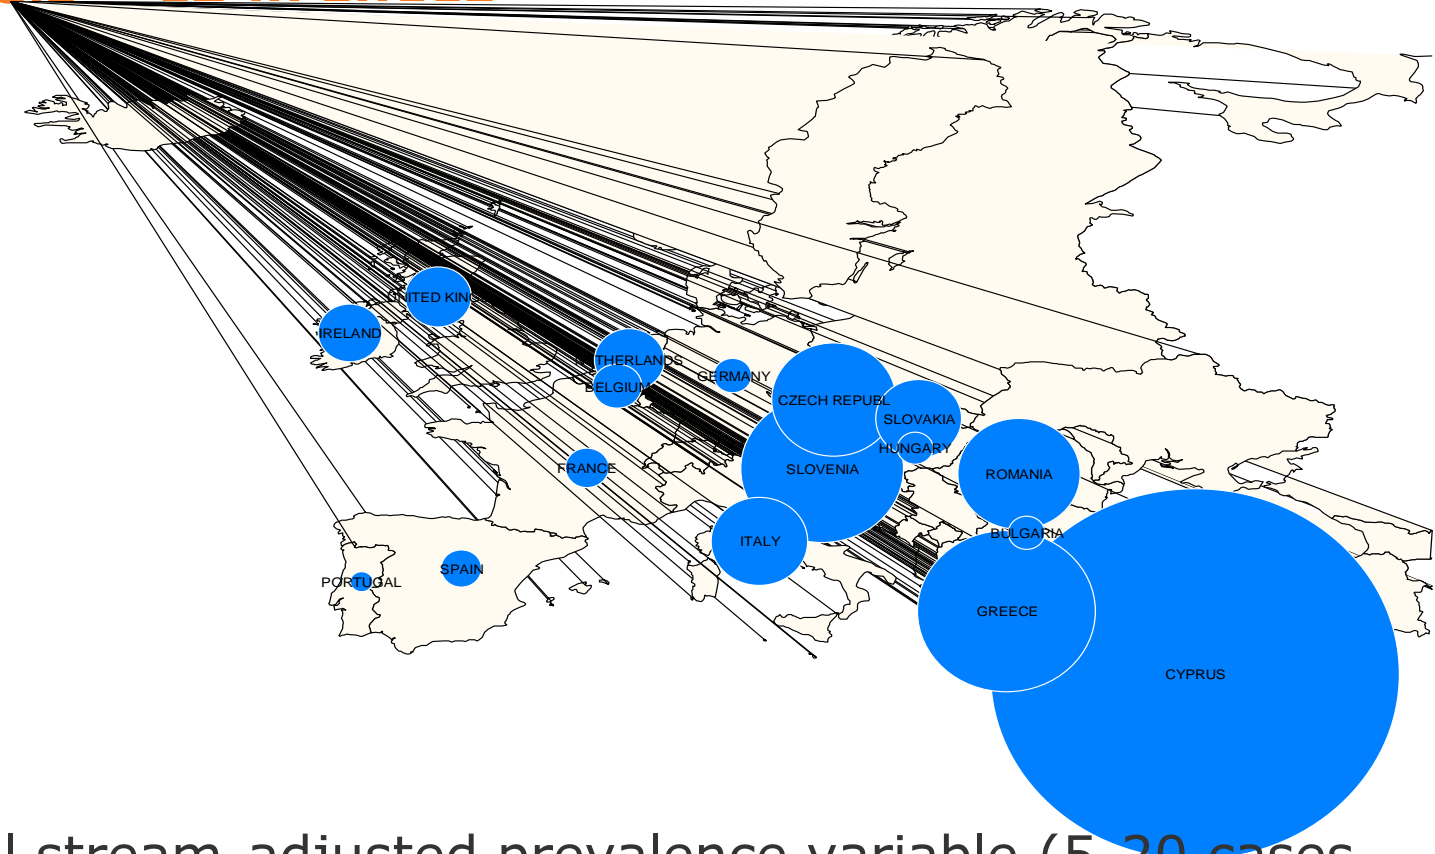 UNITED KING
IRELAND
THERLANDS
GERMANY
BELGIUM
CZECH REPUBL
SLOVAKIA
HUNGARY
FRANCE
SLOVENIA
ROMANIA
BULGARIA
ITALY
SPAIN
PORTUGAL
GREECE
CYPRUS
stream-adjusted prevalence variable (5-20 cases